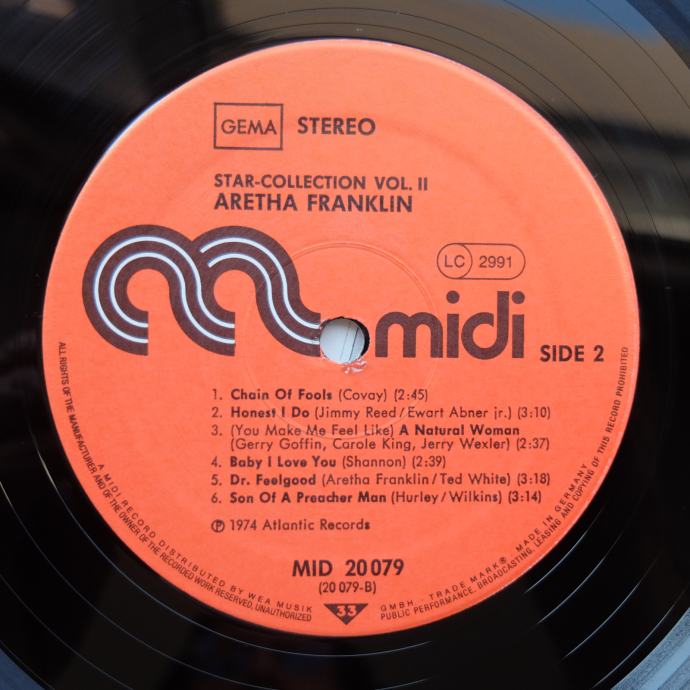 GEMA STEREO
STAR-COLLECTION VOL. II
ARETHA FRANKLIN
LC 2991
midi
SIDE 2
1. Chain Of Fools (Covay) (2:45)
2. Honest I Do (Jimmy Reed/Ewart Abner jr.) (3:10)
3. (You Make Me Feel Like) A Natural Woman
(Gerry Goffin, Carole King, Jerry Wexler) (2:37)
4. Baby I Love You (Shannon) (2:39)
5. Dr. Feelgood (Aretha Franklin/Ted White) (3:18)
6. Son Of A Preacher Man (Hurley/Wilkins) (3:14)
℗ 1974 Atlantic Records
MID 20 079
(20 079-B)
33
A MIDI RECORD DISTRIBUTED BY WEA MUSIK GMBH · TRADE MARK® · MADE IN GERMANY
ALL RIGHTS OF THE MANUFACTURER AND OF THE OWNER OF THE RECORDED WORK RESERVED. UNAUTHORIZED PUBLIC PERFORMANCE, BROADCASTING, LEASING AND COPYING OF THIS RECORD PROHIBITED